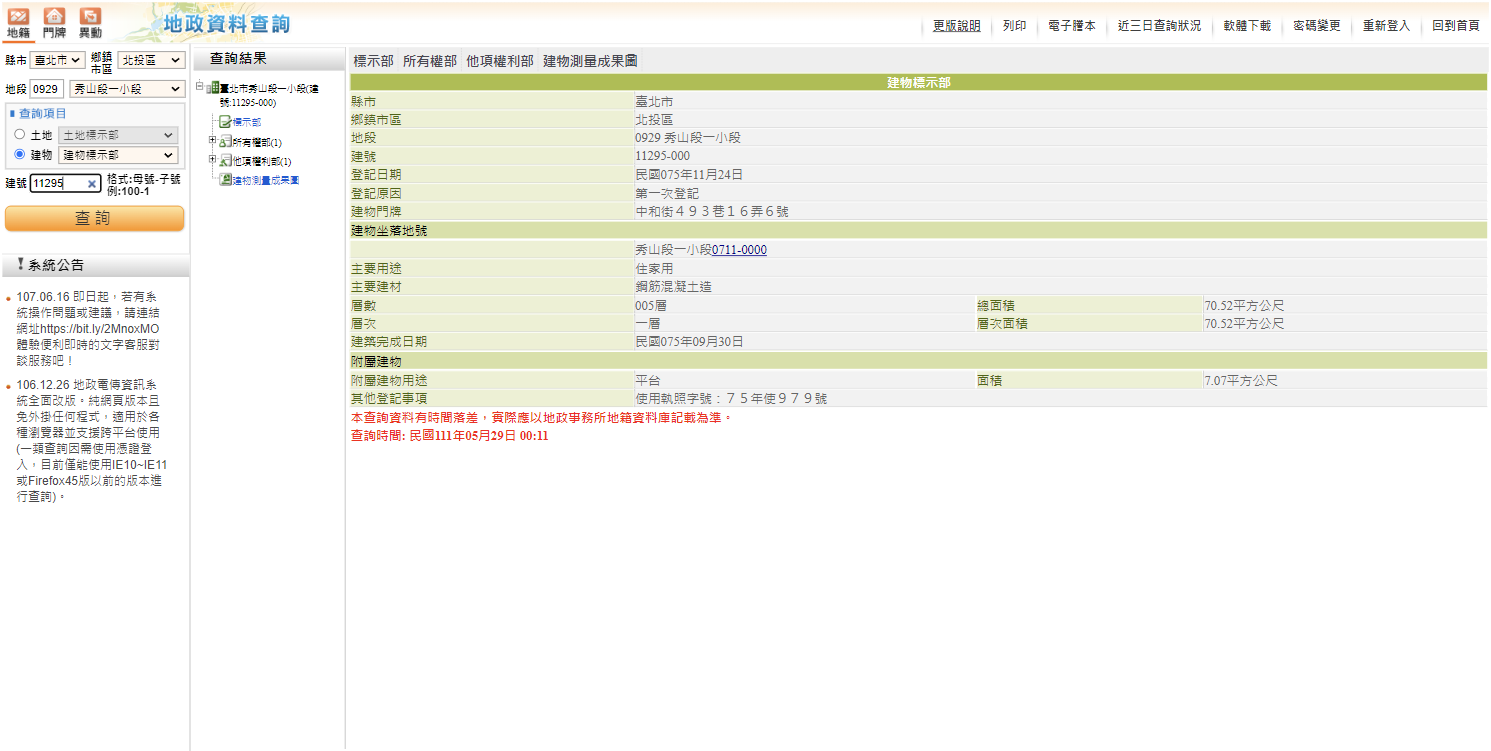 地籍 門牌 異動
地政資料查詢
更版說明 列印 電子謄本 近三日查詢狀況 軟體下載 密碼變更 重新登入 回到首頁
縣市 臺北市 鄉鎮市區 北投區
地段 0929 秀山段一小段
查詢項目
土地 土地標示部
建物 建物標示部
建號 11295 格式:母號-子號
例:100-1
查 詢
系統公告
107.06.16 即日起，若有系
統操作問題或建議，請連結
網址https://bit.ly/2MnoxMO
體驗便利即時的文字客服對
談服務吧！
106.12.26 地政電傳資訊系
統全面改版。純網頁版本且
免外掛任何程式，適用於各
種瀏覽器並支援跨平台使用
(一類查詢因需使用憑證登
入，目前僅能使用IE10~IE11
或Firefox45版以前的版本進
行查詢)。
查詢結果
臺北市秀山段一小段(建
號:11295-000)
標示部
所有權部(1)
他項權利部(1)
建物測量成果圖
標示部 所有權部 他項權利部 建物測量成果圖
建物標示部
縣市 臺北市
鄉鎮市區 北投區
地段 0929 秀山段一小段
建號 11295-000
登記日期 民國075年11月24日
登記原因 第一次登記
建物門牌 中和街４９３巷１６弄６號
建物坐落地號
秀山段一小段0711-0000
主要用途 住家用
主要建材 鋼筋混凝土造
層數 005層 總面積 70.52平方公尺
層次 一層 層次面積 70.52平方公尺
建築完成日期 民國075年09月30日
附屬建物
附屬建物用途 平台 面積 7.07平方公尺
其他登記事項 使用執照字號：７５年使９７９號
本查詢資料有時間落差，實際應以地政事務所地籍資料庫記載為準。
查詢時間: 民國111年05月29日 00:11